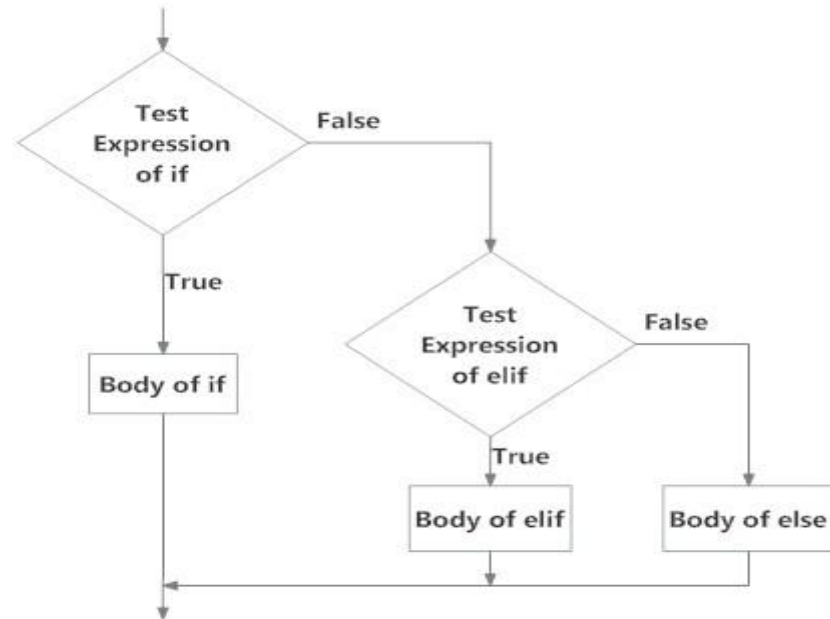 Test
Expression
of if
False
True
Body of if
Test
Expression
of elif
False
True
Body of elif
Body of else